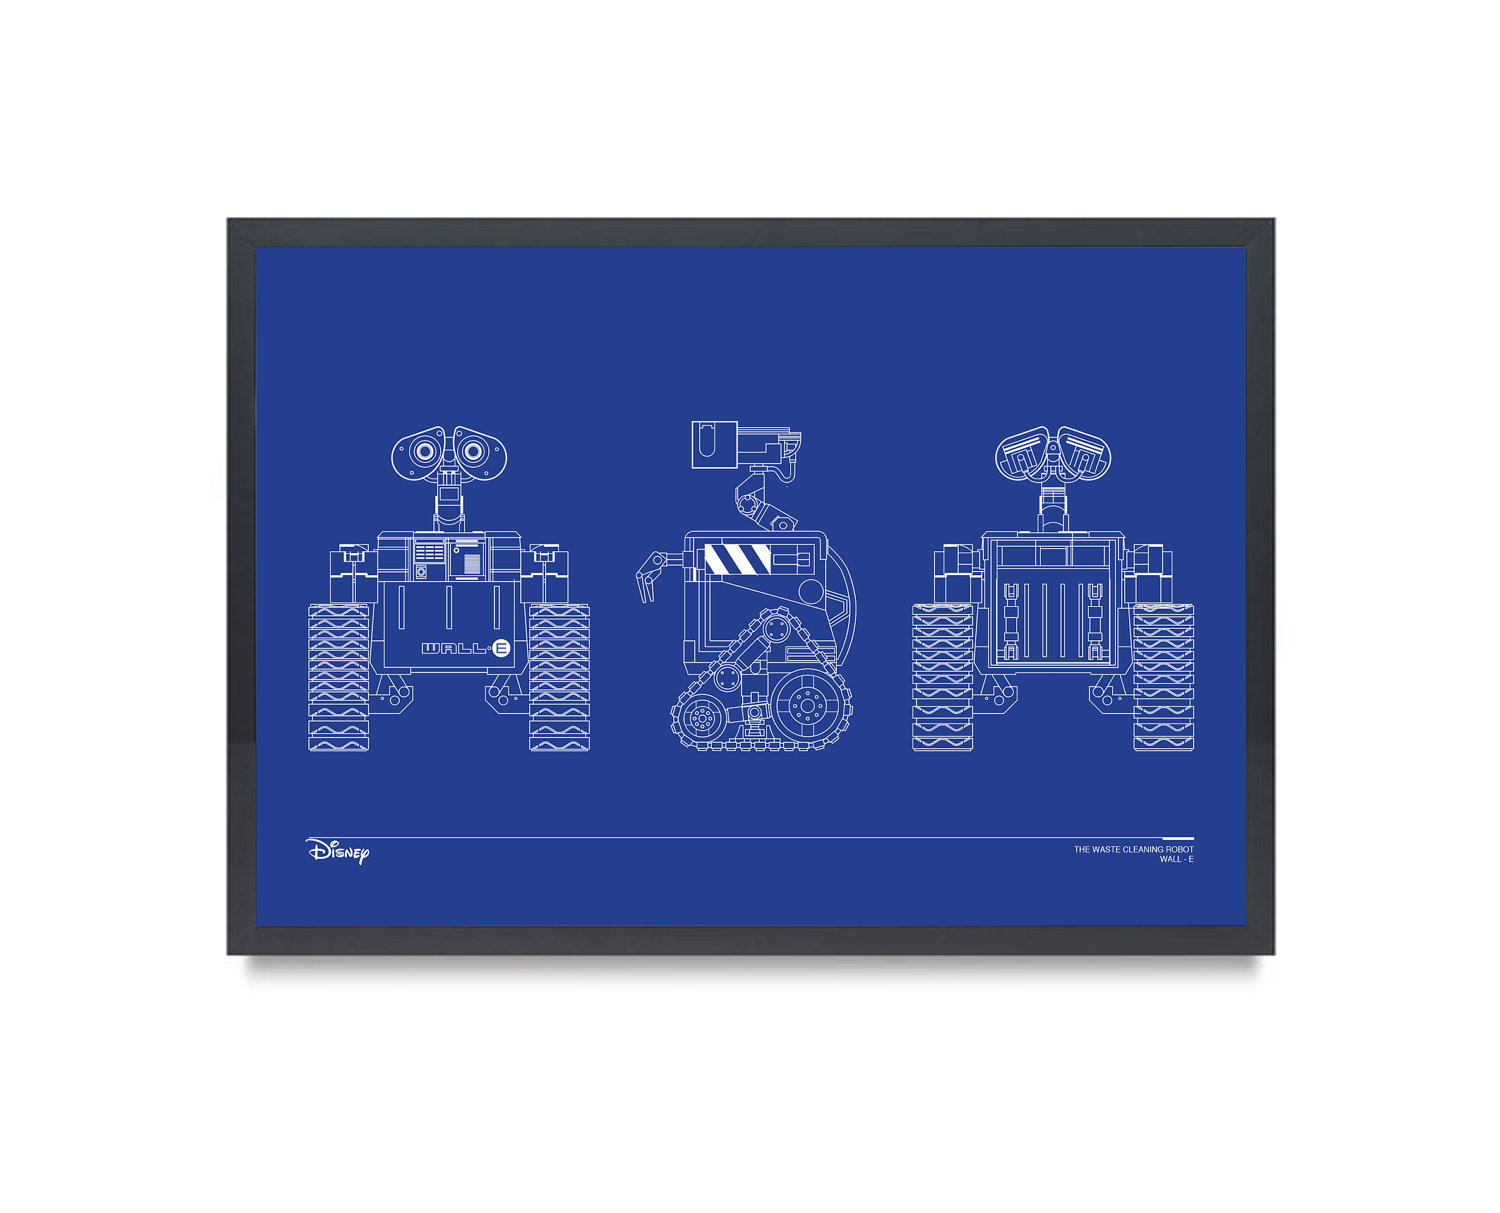 WALL·E
Disney
THE WASTE CLEANING ROBOT
WALL - E